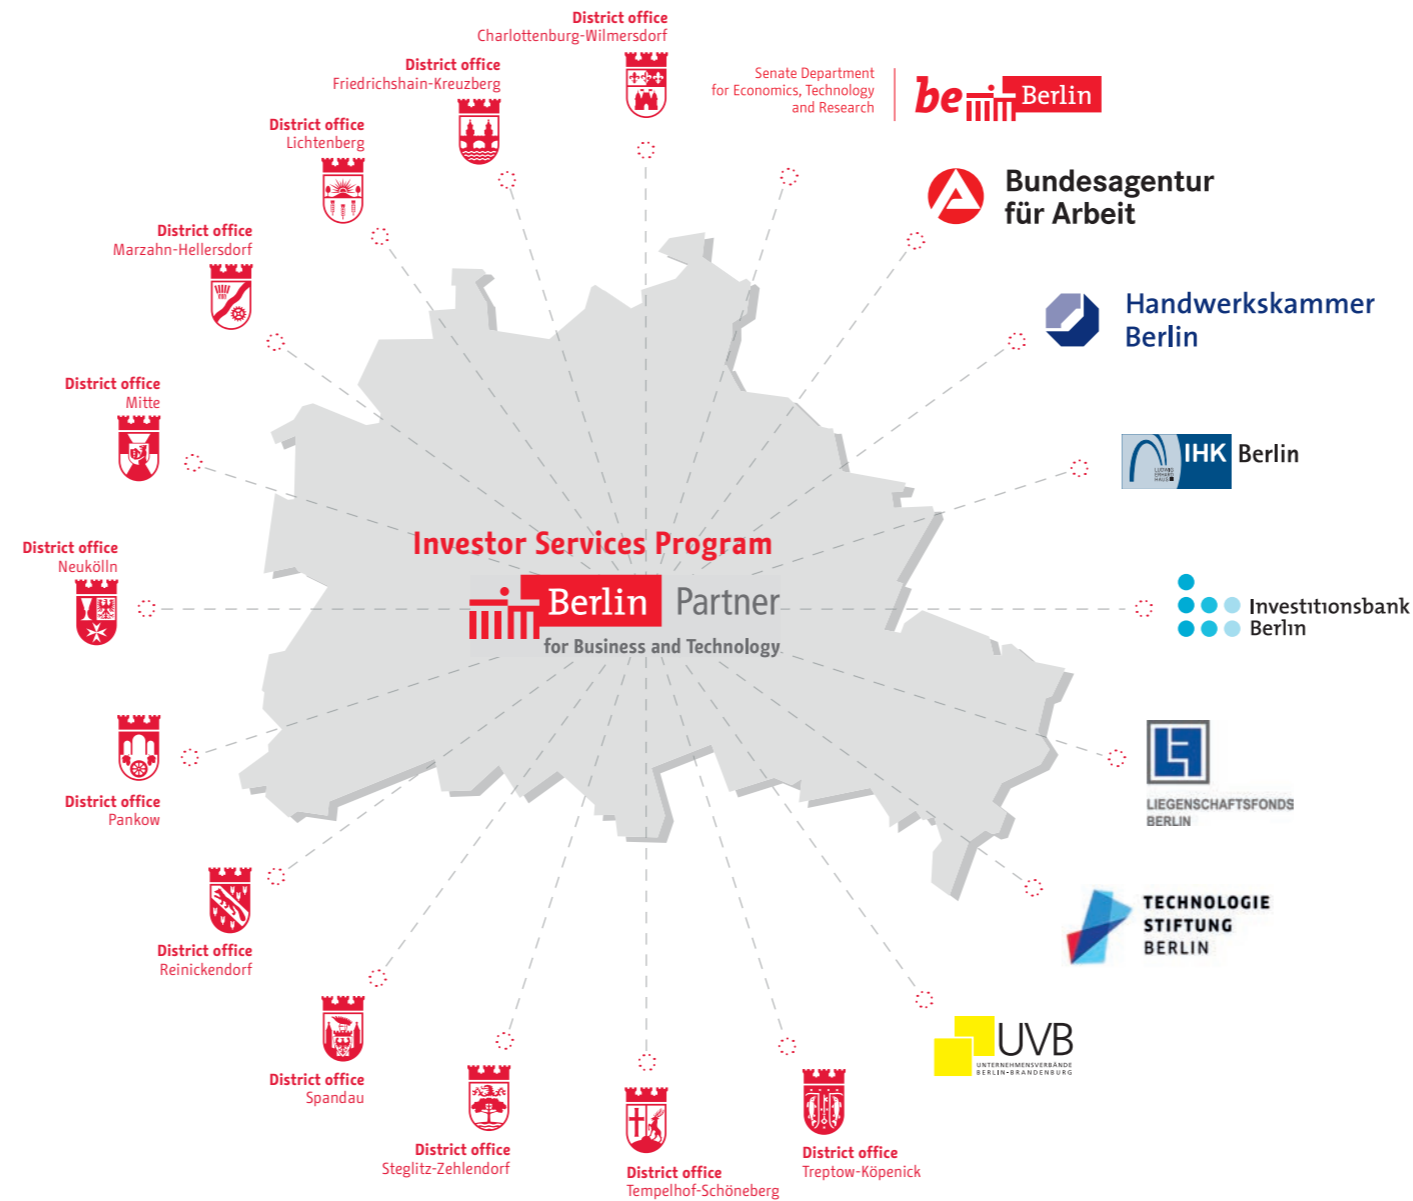 District office
Charlottenburg-Wilmersdorf
District office
Friedrichshain-Kreuzberg
Senate Department
for Economics, Technology
and Research
be Berlin
District office
Lichtenberg
Bundesagentur
für Arbeit
District office
Marzahn-Hellersdorf
Handwerkskammer
Berlin
District office
Mitte
IHK Berlin
LUDWIG
ERHARD
HAUS
Investor Services Program
Berlin Partner
for Business and Technology
District office
Neukölln
Investitionsbank
Berlin
District office
Pankow
LIEGENSCHAFTSFONDS
BERLIN
District office
Reinickendorf
TECHNOLOGIE
STIFTUNG
BERLIN
District office
Spandau
UVB
UNTERNEHMENSVERBÄNDE
BERLIN-BRANDENBURG
District office
Steglitz-Zehlendorf
District office
Tempelhof-Schöneberg
District office
Treptow-Köpenick